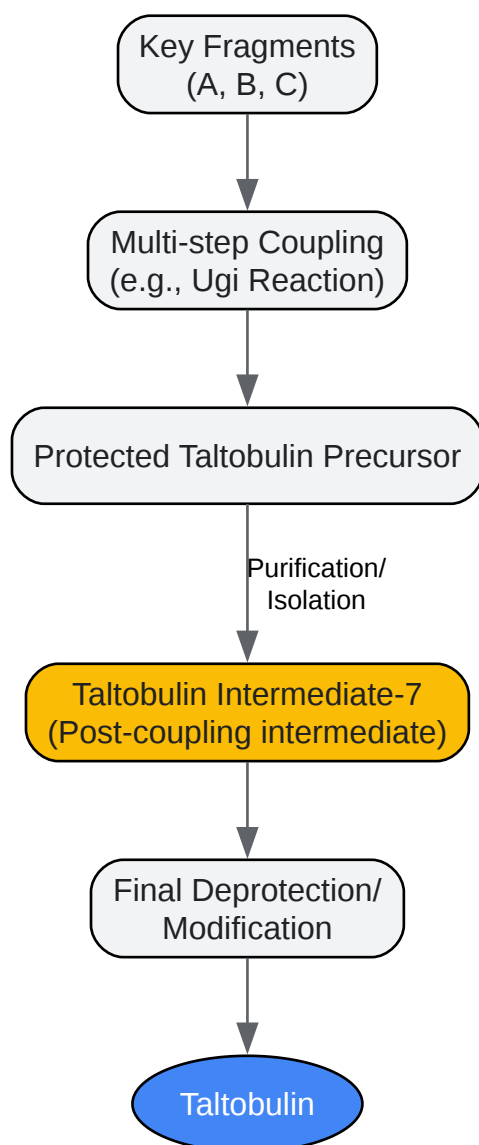 Key Fragments
(A, B, C)
Multi-step Coupling
(e.g., Ugi Reaction)
Protected Taltobulin Precursor
Purification/
Isolation
Taltobulin Intermediate-7
(Post-coupling intermediate)
Final Deprotection/
Modification
Taltobulin